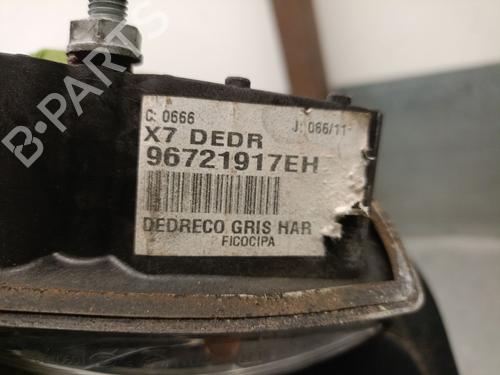 C: 0666
J: 066/11
X7 DEDR
96721917EH
DEDRECO GRIS HAR
FICOCIPA
B-PARTS